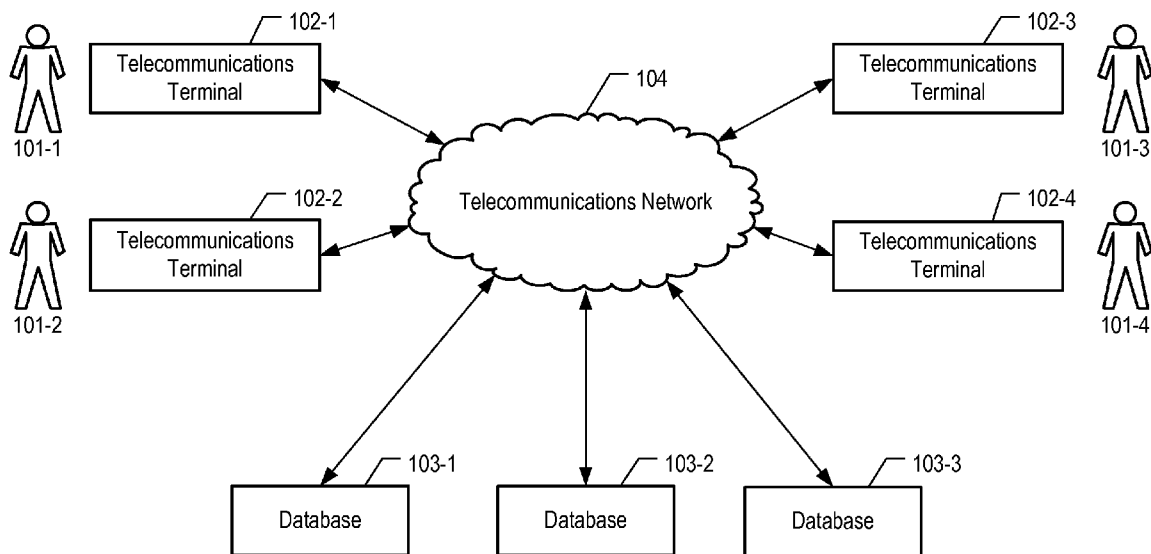 102-1
Telecommunications
Terminal
101-1
102-3
Telecommunications
Terminal
101-3
104
Telecommunications Network
102-2
Telecommunications
Terminal
101-2
102-4
Telecommunications
Terminal
101-4
103-1
Database
103-2
Database
103-3
Database